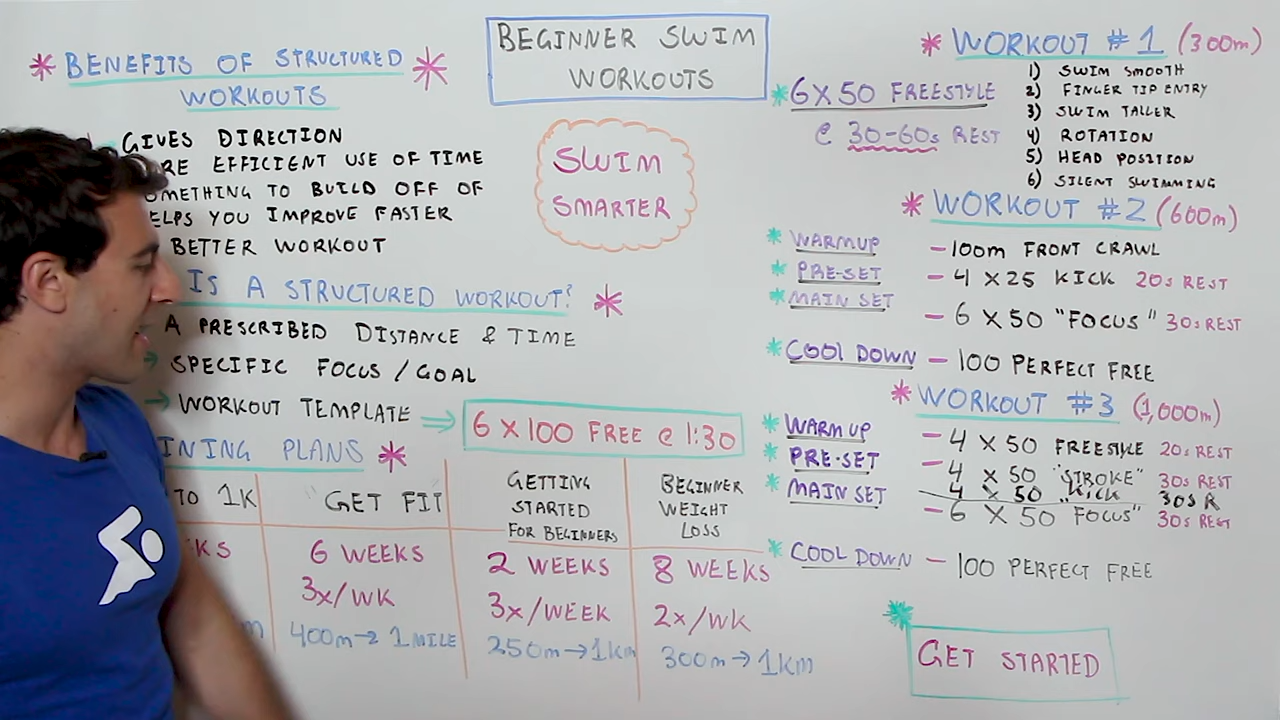 BEGINNER SWIM
WORKOUTS
BENEFITS OF STRUCTURED
WORKOUTS
GIVES DIRECTION
EFFICIENT USE OF TIME
TO BUILD OFF OF
YOU IMPROVE FASTER
BETTER WORKOUT
SWIM
SMARTER
IS A STRUCTURED WORKOUT?
A PRESCRIBED DISTANCE & TIME
SPECIFIC FOCUS / GOAL
WORKOUT TEMPLATE → 6 X 100 FREE @ 1:30
PLANS
TO 1K
GET FIT
6 WEEKS
3x/WK
400m → 1 MILE
GETTING
STARTED
FOR BEGINNERS
2 WEEKS
3x/WEEK
250m → 1km
BEGINNER
WEIGHT
LOSS
8 WEEKS
2x/WK
300m → 1km
WORKOUT #1 (300m)
6X50 FREESTYLE
@ 30-60s REST
1) SWIM SMOOTH
2) FINGER TIP ENTRY
3) SWIM TALLER
4) ROTATION
5) HEAD POSITION
6) SILENT SWIMMING
WORKOUT #2 (600m)
WARMUP - 100m FRONT CRAWL
PRE-SET - 4 X 25 KICK 20s REST
MAIN SET - 6 X 50 "FOCUS" 30s REST
COOL DOWN - 100 PERFECT FREE
WORKOUT #3 (1,000m)
WARM UP - 4 X 50 FREESTYLE 20s REST
PRE-SET - 4 X 50 "STROKE" 30s REST
4 X 50 "KICK 30s R
MAIN SET - 6 X 50 "FOCUS" 30s REST
COOL DOWN - 100 PERFECT FREE
GET STARTED